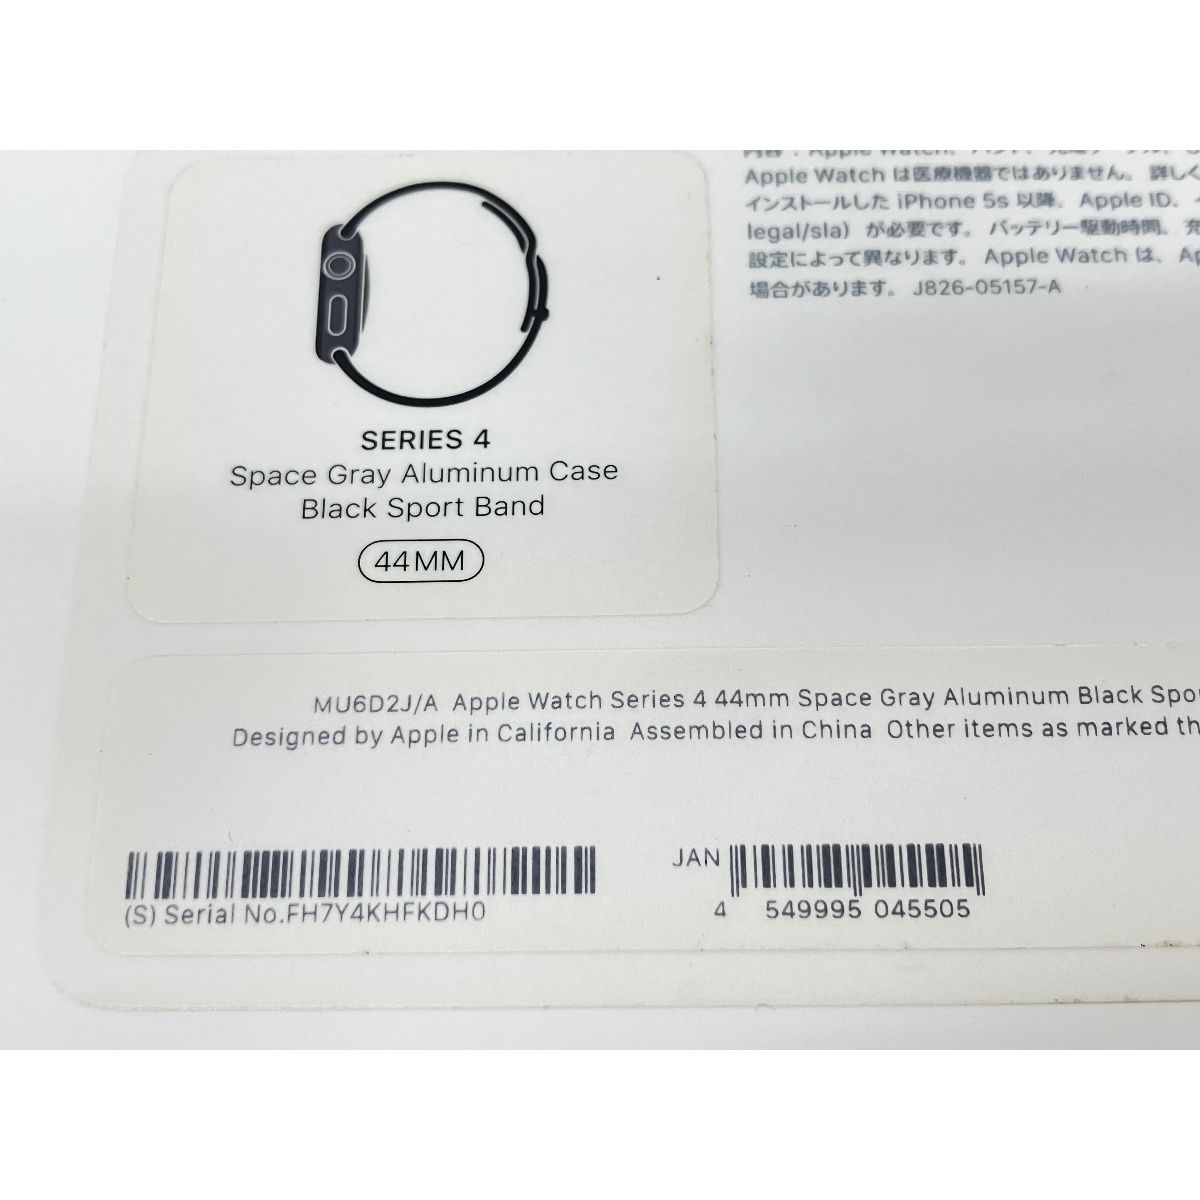 Apple Watch は医療機器ではありません。 詳しく
インストールした iPhone 5s 以降、Apple ID、
legal/sla) が必要です。 バッテリー駆動時間、充
設定によって異なります。 Apple Watch は、Ap
場合があります。 J826-05157-A
SERIES 4
Space Gray Aluminum Case
Black Sport Band
44MM
MU6D2J/A Apple Watch Series 4 44mm Space Gray Aluminum Black Spo
Designed by Apple in California Assembled in China Other items as marked th
(S) Serial No.FH7Y4KHFKDH0
JAN
4 549995 045505